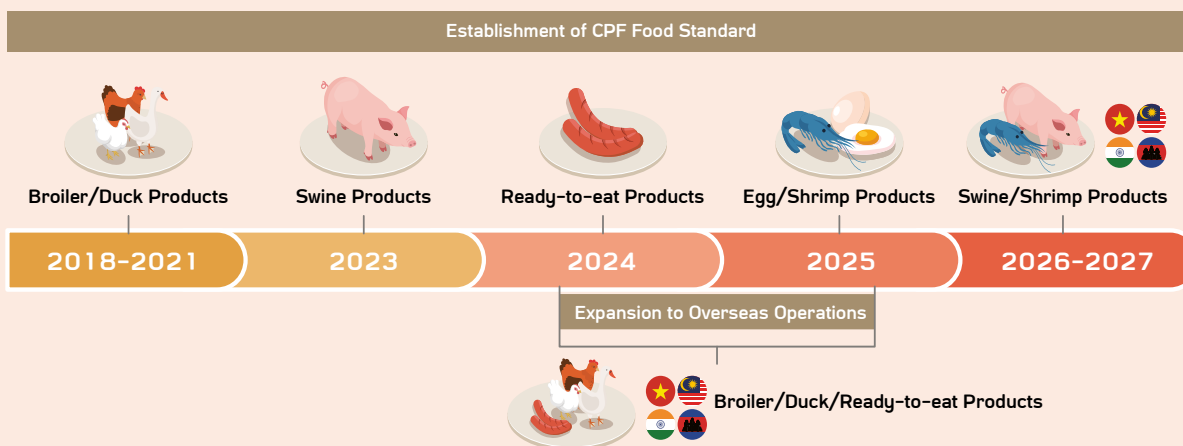 Establishment of CPF Food Standard
Broiler/Duck Products
Swine Products
Ready-to-eat Products
Egg/Shrimp Products
Swine/Shrimp Products
2018-2021
2023
2024
2025
2026-2027
Expansion to Overseas Operations
Broiler/Duck/Ready-to-eat Products